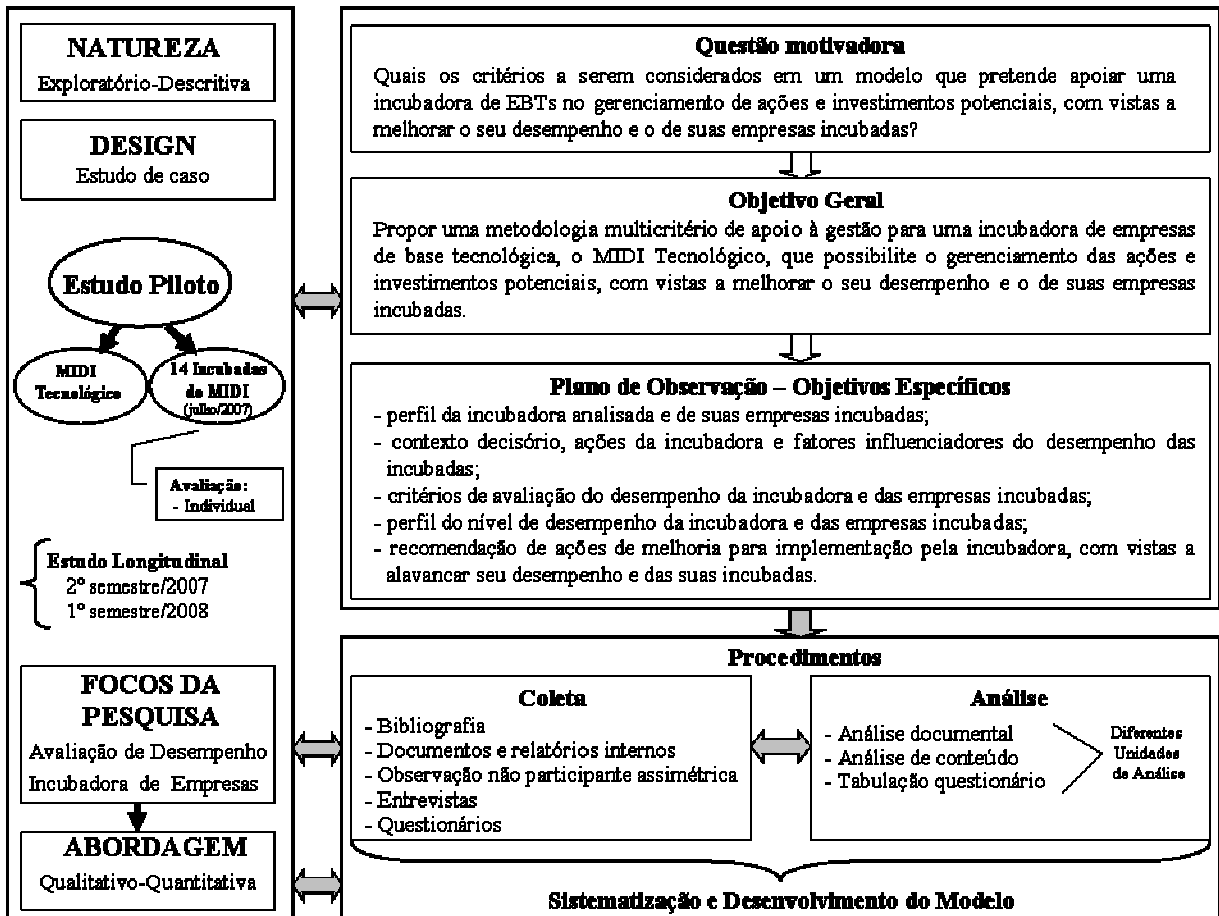 NATUREZA
Exploratório-Descritiva
DESIGN
Estudo de caso
Estudo Piloto
MIDI
Tecnológico
14 Incubadas
do MIDI
(julho/2007)
Avaliação:
- Individual
Estudo Longitudinal
2º semestre/2007
1º semestre/2008
FOCOS DA
PESQUISA
Avaliação de Desempenho
Incubadora de Empresas
ABORDAGEM
Qualitativo-Quantitativa
Questão motivadora
Quais os critérios a serem considerados em um modelo que pretende apoiar uma
incubadora de EBTs no gerenciamento de ações e investimentos potenciais, com vistas a
melhorar o seu desempenho e o de suas empresas incubadas?
Objetivo Geral
Propor uma metodologia multicritério de apoio à gestão para uma incubadora de empresas
de base tecnológica, o MIDI Tecnológico, que possibilite o gerenciamento das ações e
investimentos potenciais, com vistas a melhorar o seu desempenho e o de suas empresas
incubadas.
Plano de Observação – Objetivos Específicos
- perfil da incubadora analisada e de suas empresas incubadas;
- contexto decisório, ações da incubadora e fatores influenciadores do desempenho das
incubadas;
- critérios de avaliação do desempenho da incubadora e das empresas incubadas;
- perfil do nível de desempenho da incubadora e das empresas incubadas;
- recomendação de ações de melhoria para implementação pela incubadora, com vistas a
alavancar seu desempenho e das suas incubadas.
Procedimentos
Coleta
- Bibliografia
- Documentos e relatórios internos
- Observação não participante assimétrica
- Entrevistas
- Questionários
Análise
- Análise documental
- Análise de conteúdo
- Tabulação questionário
Diferentes
Unidades
de Análise
Sistematização e Desenvolvimento do Modelo